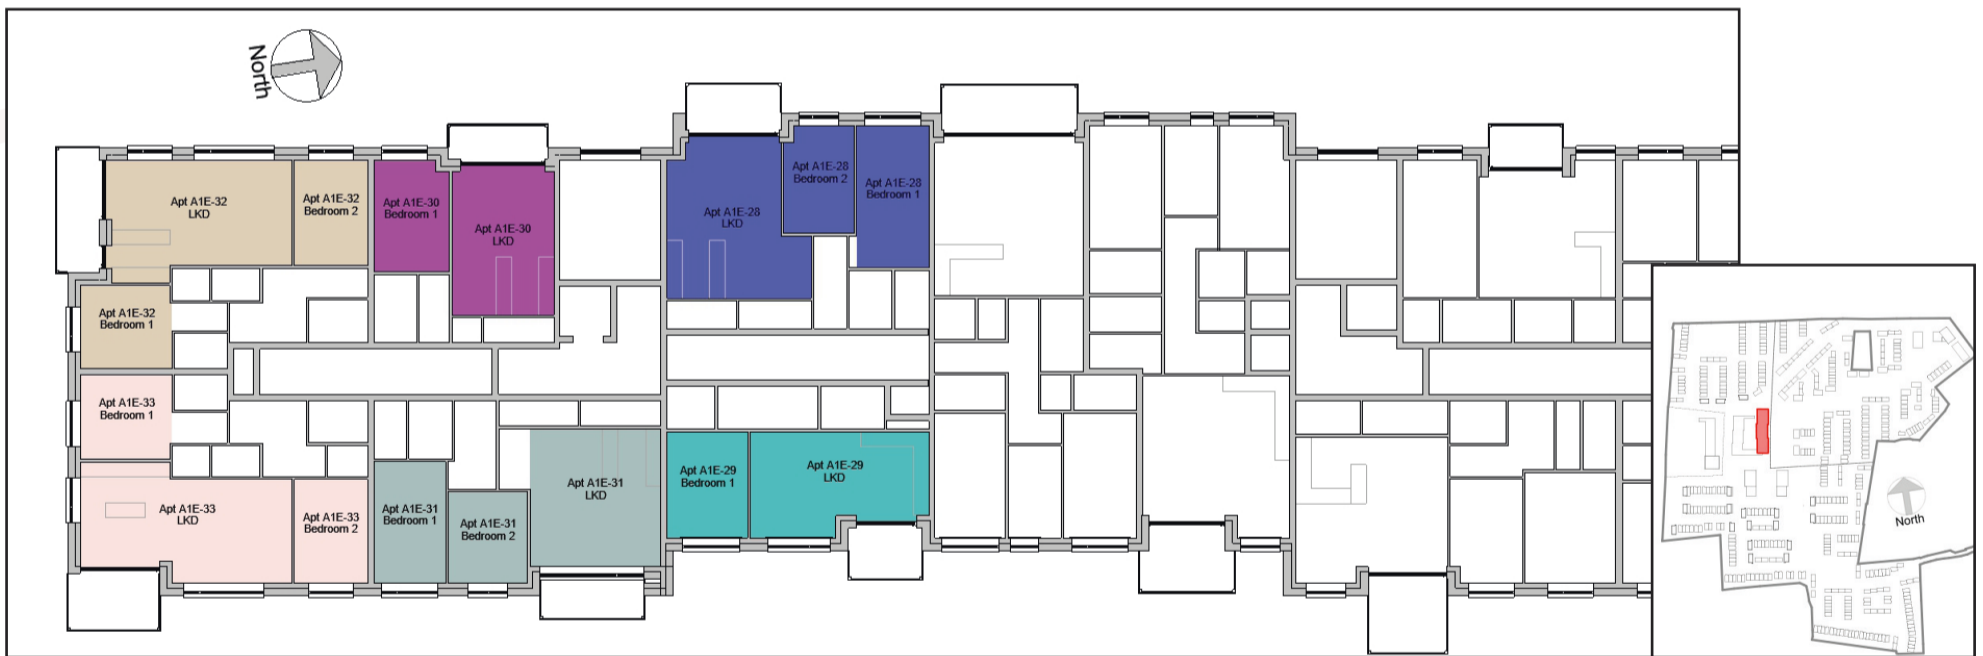 North
Apt A1E-32
LKD
Apt A1E-32
Bedroom 2
Apt A1E-30
Bedroom 1
Apt A1E-30
LKD
Apt A1E-28
LKD
Apt A1E-28
Bedroom 2
Apt A1E-28
Bedroom 1
Apt A1E-32
Bedroom 1
Apt A1E-33
Bedroom 1
Apt A1E-33
LKD
Apt A1E-33
Bedroom 2
Apt A1E-31
Bedroom 1
Apt A1E-31
Bedroom 2
Apt A1E-31
LKD
Apt A1E-29
Bedroom 1
Apt A1E-29
LKD
North